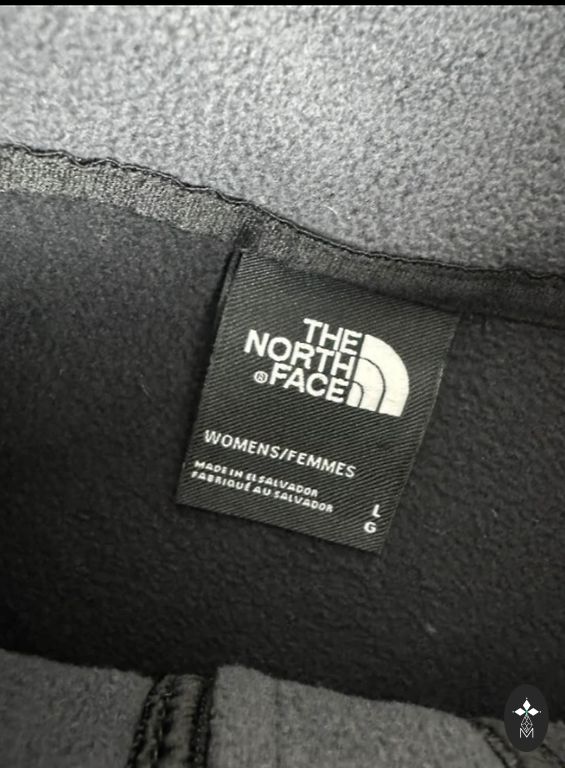 THE
NORTH
®FACE
WOMENS/FEMMES
MADE IN EL SALVADOR
FABRIQUÉ AU SALVADOR
L
G
M